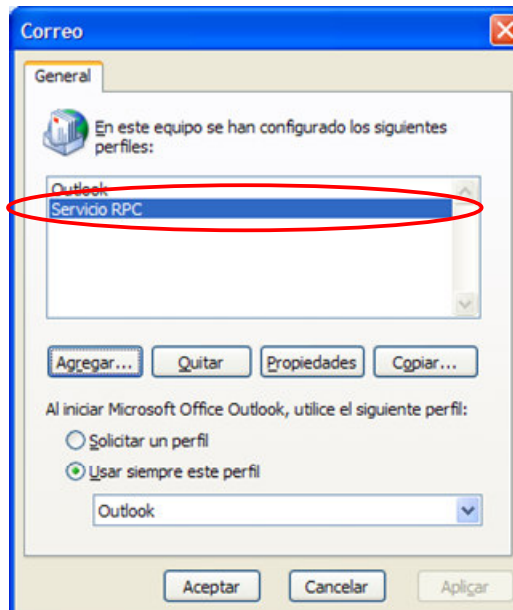 Correo
General
En este equipo se han configurado los siguientes
perfiles:
Outlook
Servicio RPC
Agregar... Quitar Propiedades Copiar...
Al iniciar Microsoft Office Outlook, utilice el siguiente perfil:
Solicitar un perfil
Usar siempre este perfil
Outlook
Aceptar Cancelar Aplicar